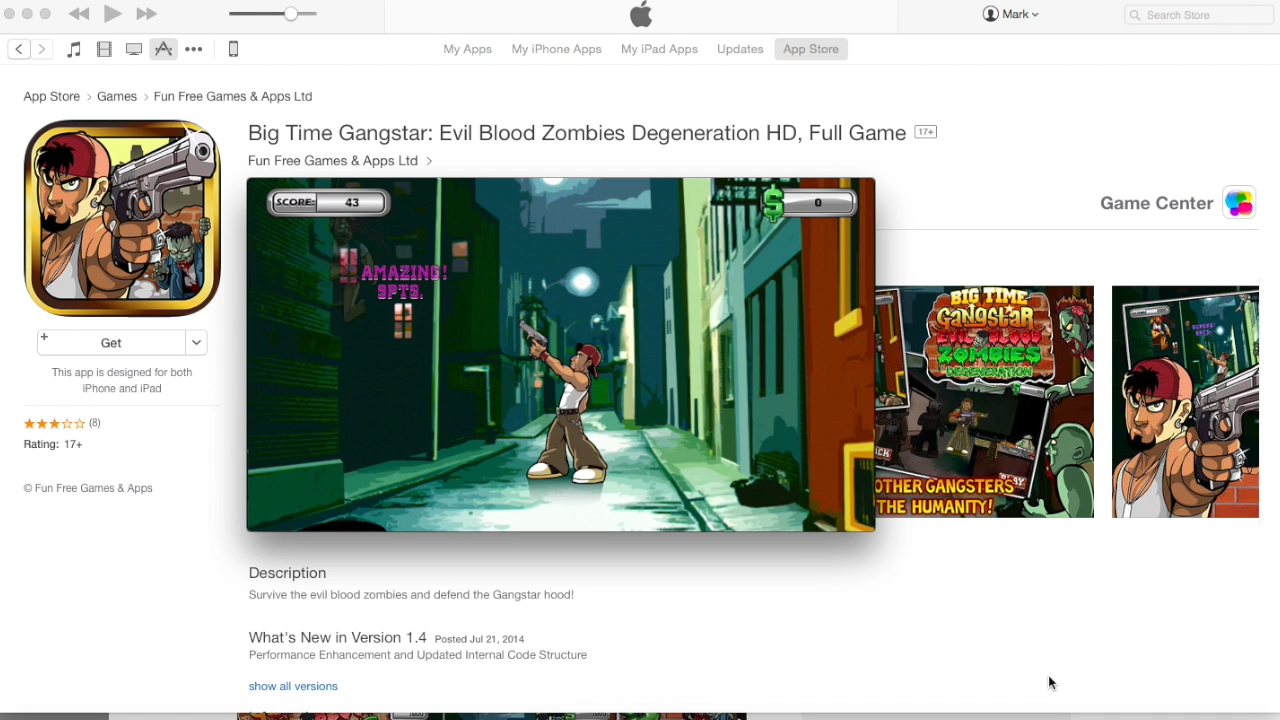 Mark
Search Store
My Apps
My iPhone Apps
My iPad Apps
Updates
App Store
App Store > Games > Fun Free Games & Apps Ltd
Big Time Gangstar: Evil Blood Zombies Degeneration HD, Full Game 17+
Fun Free Games & Apps Ltd >
SCORE: 43
$ 0
AMAZING!
9PTS.
Game Center
BIG TIME
GANGSTAR
EVIL BLOOD
ZOMBIES
DEGENERATION
OTHER GANGSTERS
THE HUMANITY!
+ Get
This app is designed for both
iPhone and iPad
(8)
Rating: 17+
© Fun Free Games & Apps
Description
Survive the evil blood zombies and defend the Gangstar hood!
What's New in Version 1.4 Posted Jul 21, 2014
Performance Enhancement and Updated Internal Code Structure
show all versions